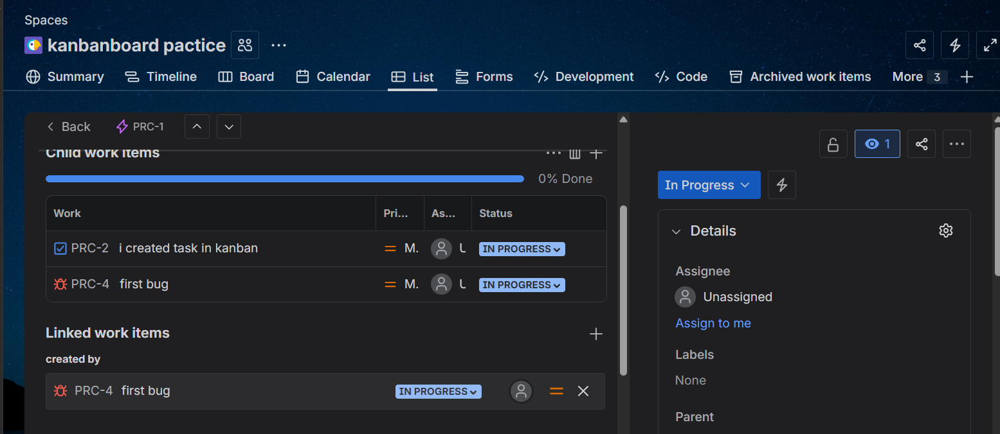 Spaces
kanbanboard pactice
Summary Timeline Board Calendar List Forms Development Code Archived work items More 3
Back PRC-1
Child work items
0% Done
Work Pri... As... Status
PRC-2 i created task in kanban M. U IN PROGRESS
PRC-4 first bug M. U IN PROGRESS
Linked work items
created by
PRC-4 first bug IN PROGRESS
1
In Progress
Details
Assignee
Unassigned
Assign to me
Labels
None
Parent